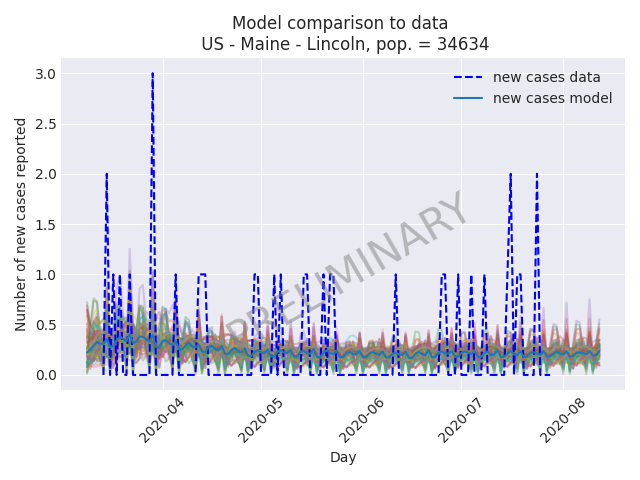 Model comparison to data
US - Maine - Lincoln, pop. = 34634
3.0
2.5
2.0
1.5
1.0
0.5
0.0
Number of new cases reported
new cases data
new cases model
PRELIMINARY
2020-04
2020-05
2020-06
2020-07
2020-08
Day